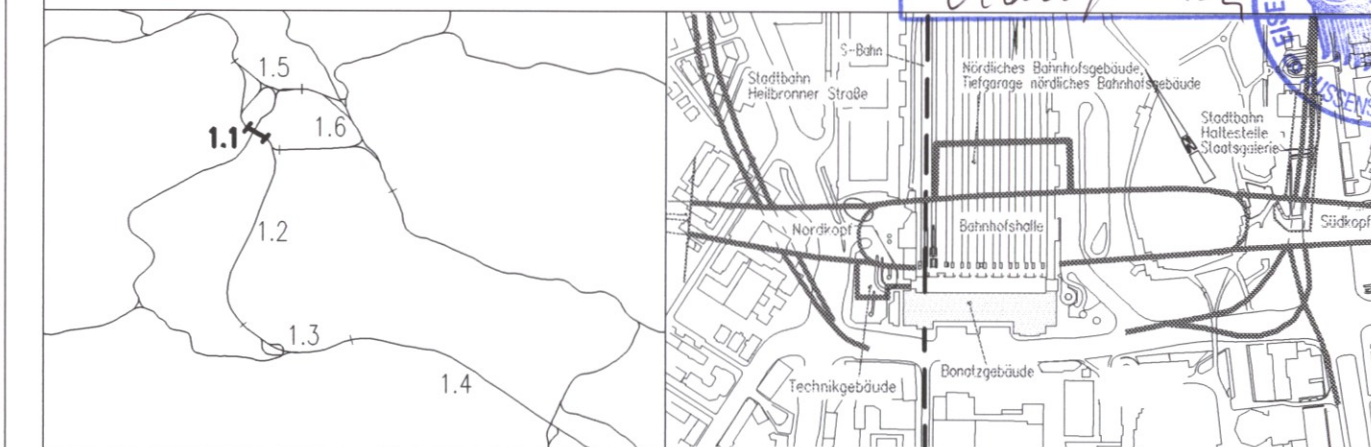 1.5
1.1
1.6
1.2
1.3
1.4
S-Bahn
Stadtbahn
Heilbronner Straße
Nördliches Bahnhofsgebäude,
Tiefgarage nördliches Bahnhofsgebäude
Stadtbahn
Haltestelle
Staatsgalerie
Nordkopf
Bahnhofshalle
Südkopf
Technikgebäude
Bonatzgebäude